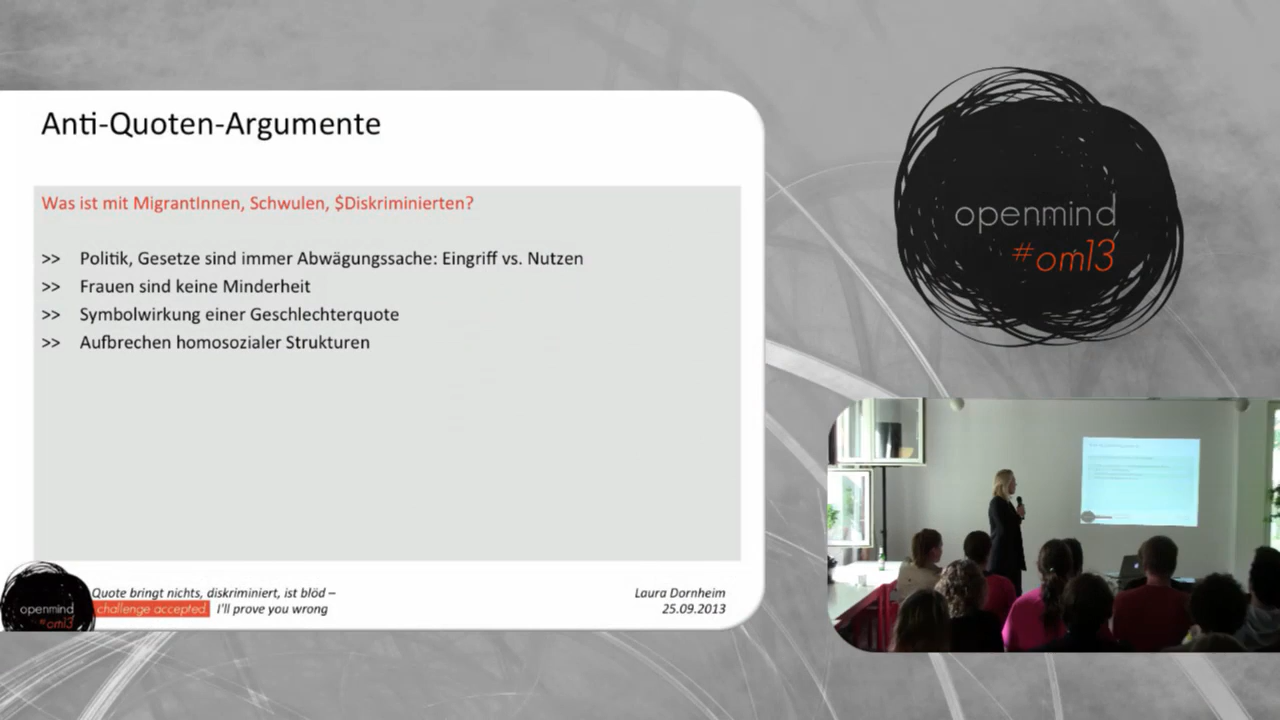 Anti-Quoten-Argumente
Was ist mit MigrantInnen, Schwulen, $Diskriminierten?
>> Politik, Gesetze sind immer Abwägungssache: Eingriff vs. Nutzen
>> Frauen sind keine Minderheit
>> Symbolwirkung einer Geschlechterquote
>> Aufbrechen homosozialer Strukturen
openmind
#om13
Quote bringt nichts, diskriminiert, ist blöd –
challenge accepted I'll prove you wrong
Laura Dornheim
25.09.2013
openmind
#om13